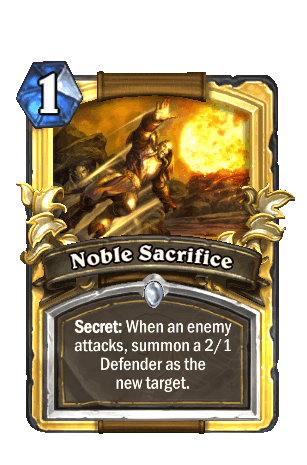 1
Noble Sacrifice
Secret: When an enemy
attacks, summon a 2/1
Defender as the
new target.